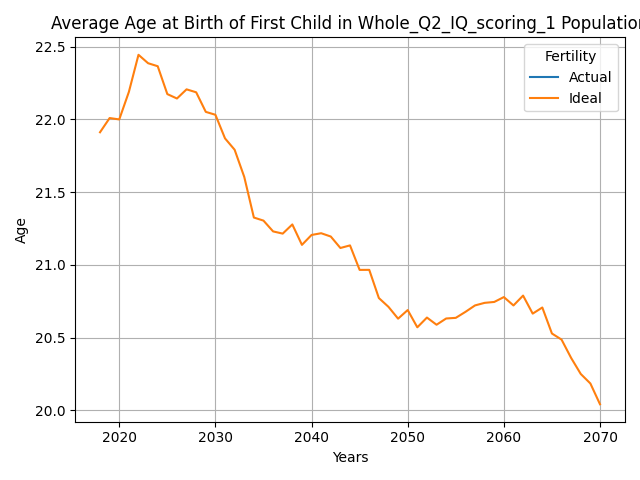 Average Age at Birth of First Child in Whole_Q2_IQ_scoring_1 Population
Fertility
Actual
Ideal
22.5
22.0
21.5
21.0
20.5
20.0
Age
2020 2030 2040 2050 2060 2070
Years